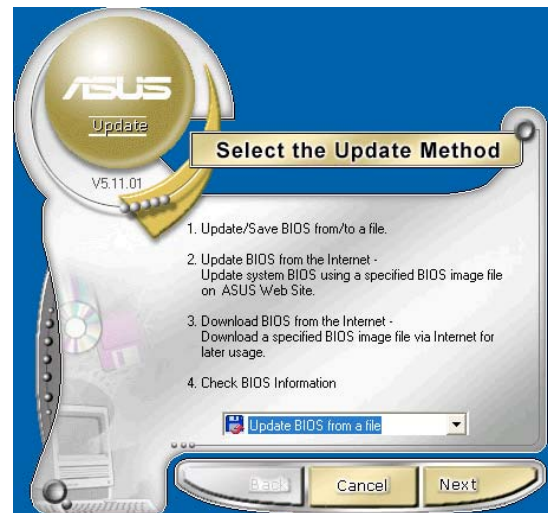 ASUS
Update
V5.11.01
Select the Update Method
1. Update/Save BIOS from/to a file.
2. Update BIOS from the Internet -
Update system BIOS using a specified BIOS image file
on ASUS Web Site.
3. Download BIOS from the Internet -
Download a specified BIOS image file via Internet for
later usage.
4. Check BIOS Information
Update BIOS from a file
Back
Cancel
Next